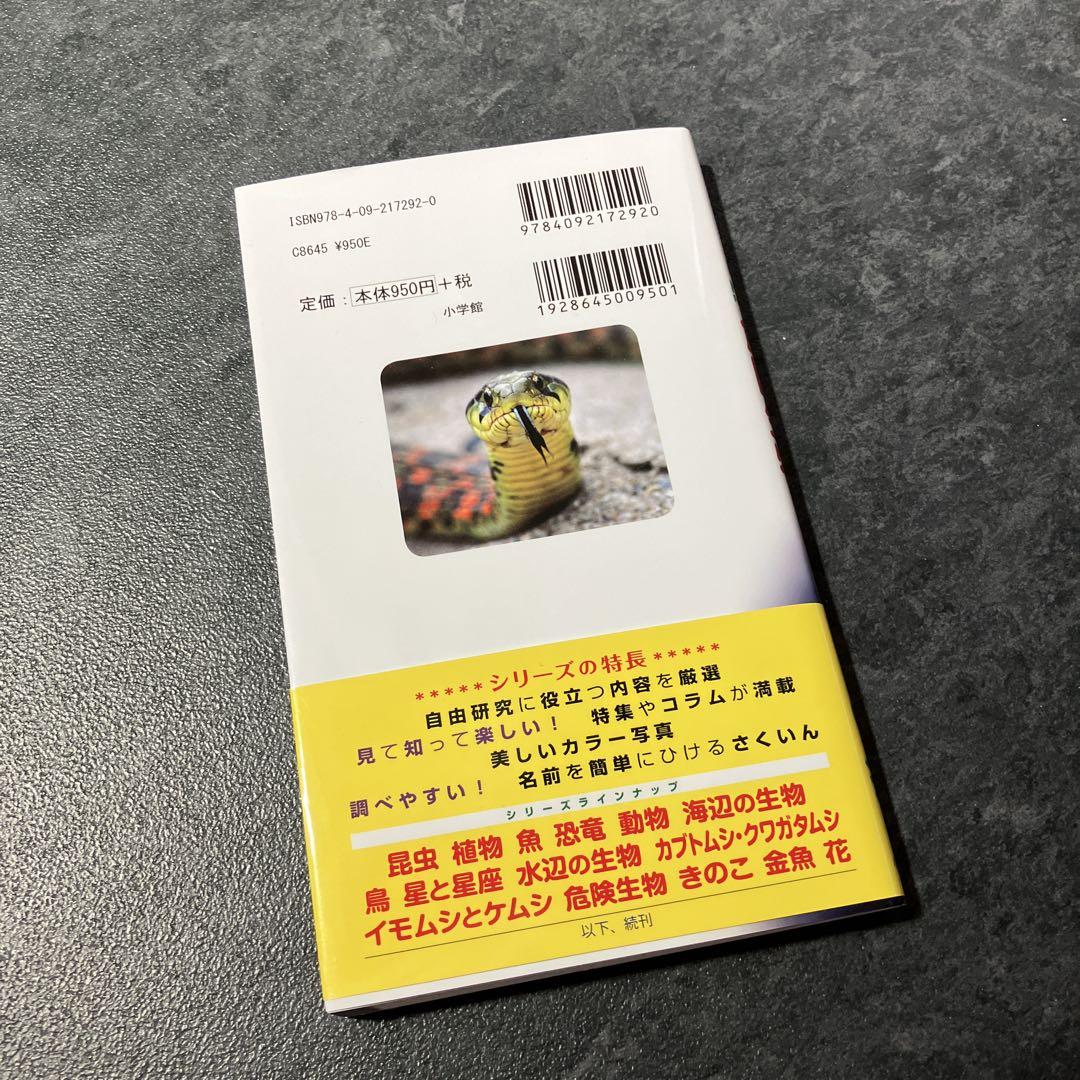 ISBN978-4-09-217292-0
C8645 ¥950E
定価：本体950円＋税
小学館
9784092172920
1928645009501
*****シリーズの特長*****
自由研究に役立つ内容を厳選
見て知って楽しい！ 特集やコラムが満載
美しいカラー写真
調べやすい！ 名前を簡単にひけるさくいん
シリーズラインナップ
昆虫 植物 魚 恐竜 動物 海辺の生物
鳥 星と星座 水辺の生物 カブトムシ・クワガタムシ
イモムシとケムシ 危険生物 きのこ 金魚 花
以下、続刊